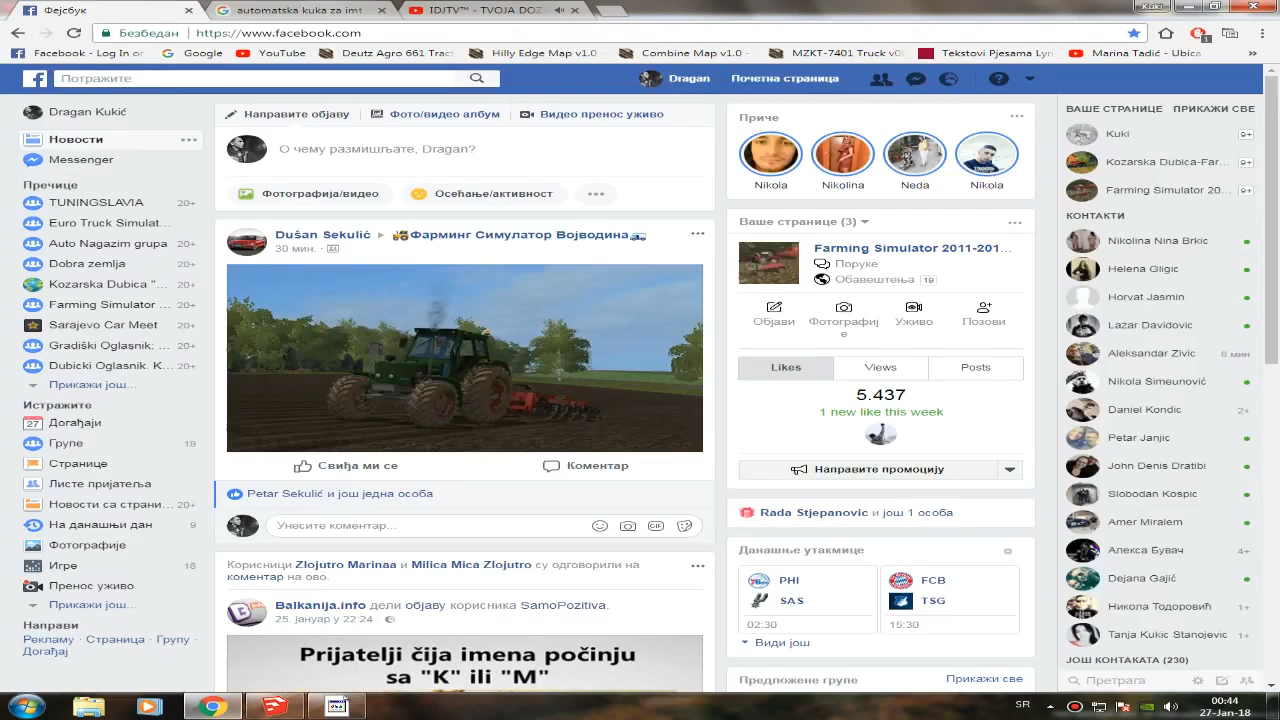 Фејсбук
automatska kuka za imt
IDJTV™ - TVOJA DOZ
Kuki
Безбедан
https://www.facebook.com
1
Facebook - Log In or
Google
YouTube
Deutz Agro 661 Tract
Hilly Edge Map v1.0
Combine Map v1.0 -
MZKT-7401 Truck v0
Tekstovi Pjesama Lyri
Marina Tadić - Ubica
»
Потражите
Dragan
Почетна страница
Dragan Kukić
Новости
Messenger
Пречице
TUNINGSLAVIA 20+
Euro Truck Simulat... 20+
Auto Nagazim grupa 20+
Dobra zemlja 20+
Kozarska Dubica "... 20+
Farming Simulator ... 20+
Sarajevo Car Meet 20+
Gradiški Oglasnik: ... 20+
Dubicki Oglasnik. K... 20+
Прикажи још...
Истражите
27 Догађаји
Групе 19
Странице
Листе пријатеља
Новости са страни... 20+
На данашњи дан 9
Фотографије
Игре 18
Пренос уживо
Прикажи још...
Направи
Рекламу · Страница · Групу ·
Догађај
Направите објаву
Фото/видео албум
Видео пренос уживо
О чему размишљате, Dragan?
Фотографија/видео
Осећање/активност
Dušan Sekulić ▸ Фарминг Симулатор Војводина
30 мин. ·
Свиђа ми се
Коментар
Petar Sekulić и још једна особа
Унесите коментар...
GIF
Корисници Zlojutro Marinaa и Milica Mica Zlojutro су одговорили на
коментар на ово.
Balkanija.info дели објаву корисника SamoPozitiva.
25. јануар у 22:24 ·
Prijatelji čija imena počinju
sa "K" ili "M"
Приче
Nikola
Nikolina
Neda
Nikola
Ваше странице (3)
Farming Simulator 2011-201...
Поруке
Обавештења 19
Објави
Фотографиј
е
Уживо
Позови
Likes
Views
Posts
5.437
1 new like this week
Направите промоцију
Rada Stjepanovic и још 1 особа
Данашње утакмице
PHI
SAS
02:30
FCB
TSG
15:30
Види још
Предложене групе
Прикажи све
ВАШЕ СТРАНИЦЕ
ПРИКАЖИ СВЕ
Kuki 9+
Kozarska Dubica-Far... 9+
Farming Simulator 20... 9+
КОНТАКТИ
Nikolina Nina Brkic
Helena Gligic
Horvat Jasmin
Lazar Davidovic
Aleksandar Zivic 8 мин
Nikola Simeunović
Daniel Kondic 2+
Petar Janjic
John Denis Dratibi
Slobodan Kospic
Amer Miralem
Алекса Бувач 4+
Dejana Gajić
Никола Тодоровић 1+
Tanja Kukic Stanojevic 1+
ЈОШ КОНТАКАТА (230)
Претрага
SR
00:44
27-Jan-18